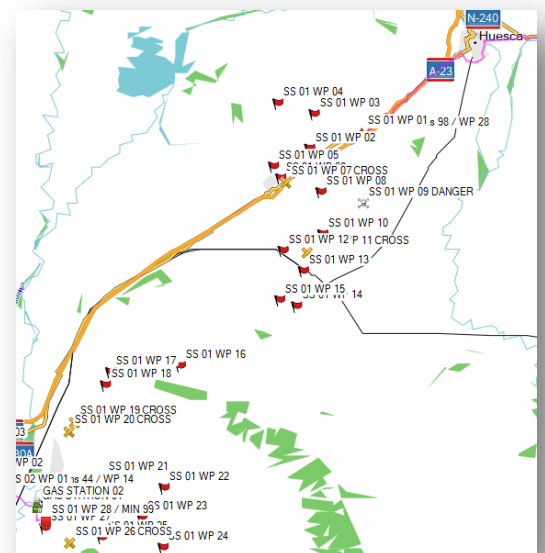 N-240
Huesca
A-23
SS 01 WP 04
SS 01 WP 03
SS 01 WP 01s 98 / WP 28
SS 01 WP 02
SS 01 WP 05
SS 01 WP 07 CROSS
SS 01 WP 08
SS 01 WP 09 DANGER
SS 01 WP 10
SS 01 WP 12
P 11 CROSS
SS 01 WP 13
SS 01 WP 15
14
SS 01 WP 16
SS 01 WP 17
SS 01 WP 18
SS 01 WP 19 CROSS
SS 01 WP 20 CROSS
03
30A
WP 02
SS 01 WP 21
S 02 WP 01
ns 44 / WP 14
SS 01 WP 22
GAS STATION 02
SS 01 WP 28 / MIN 99
WP 23
SS 01 WP 26 CROSS
SS 01 WP 24